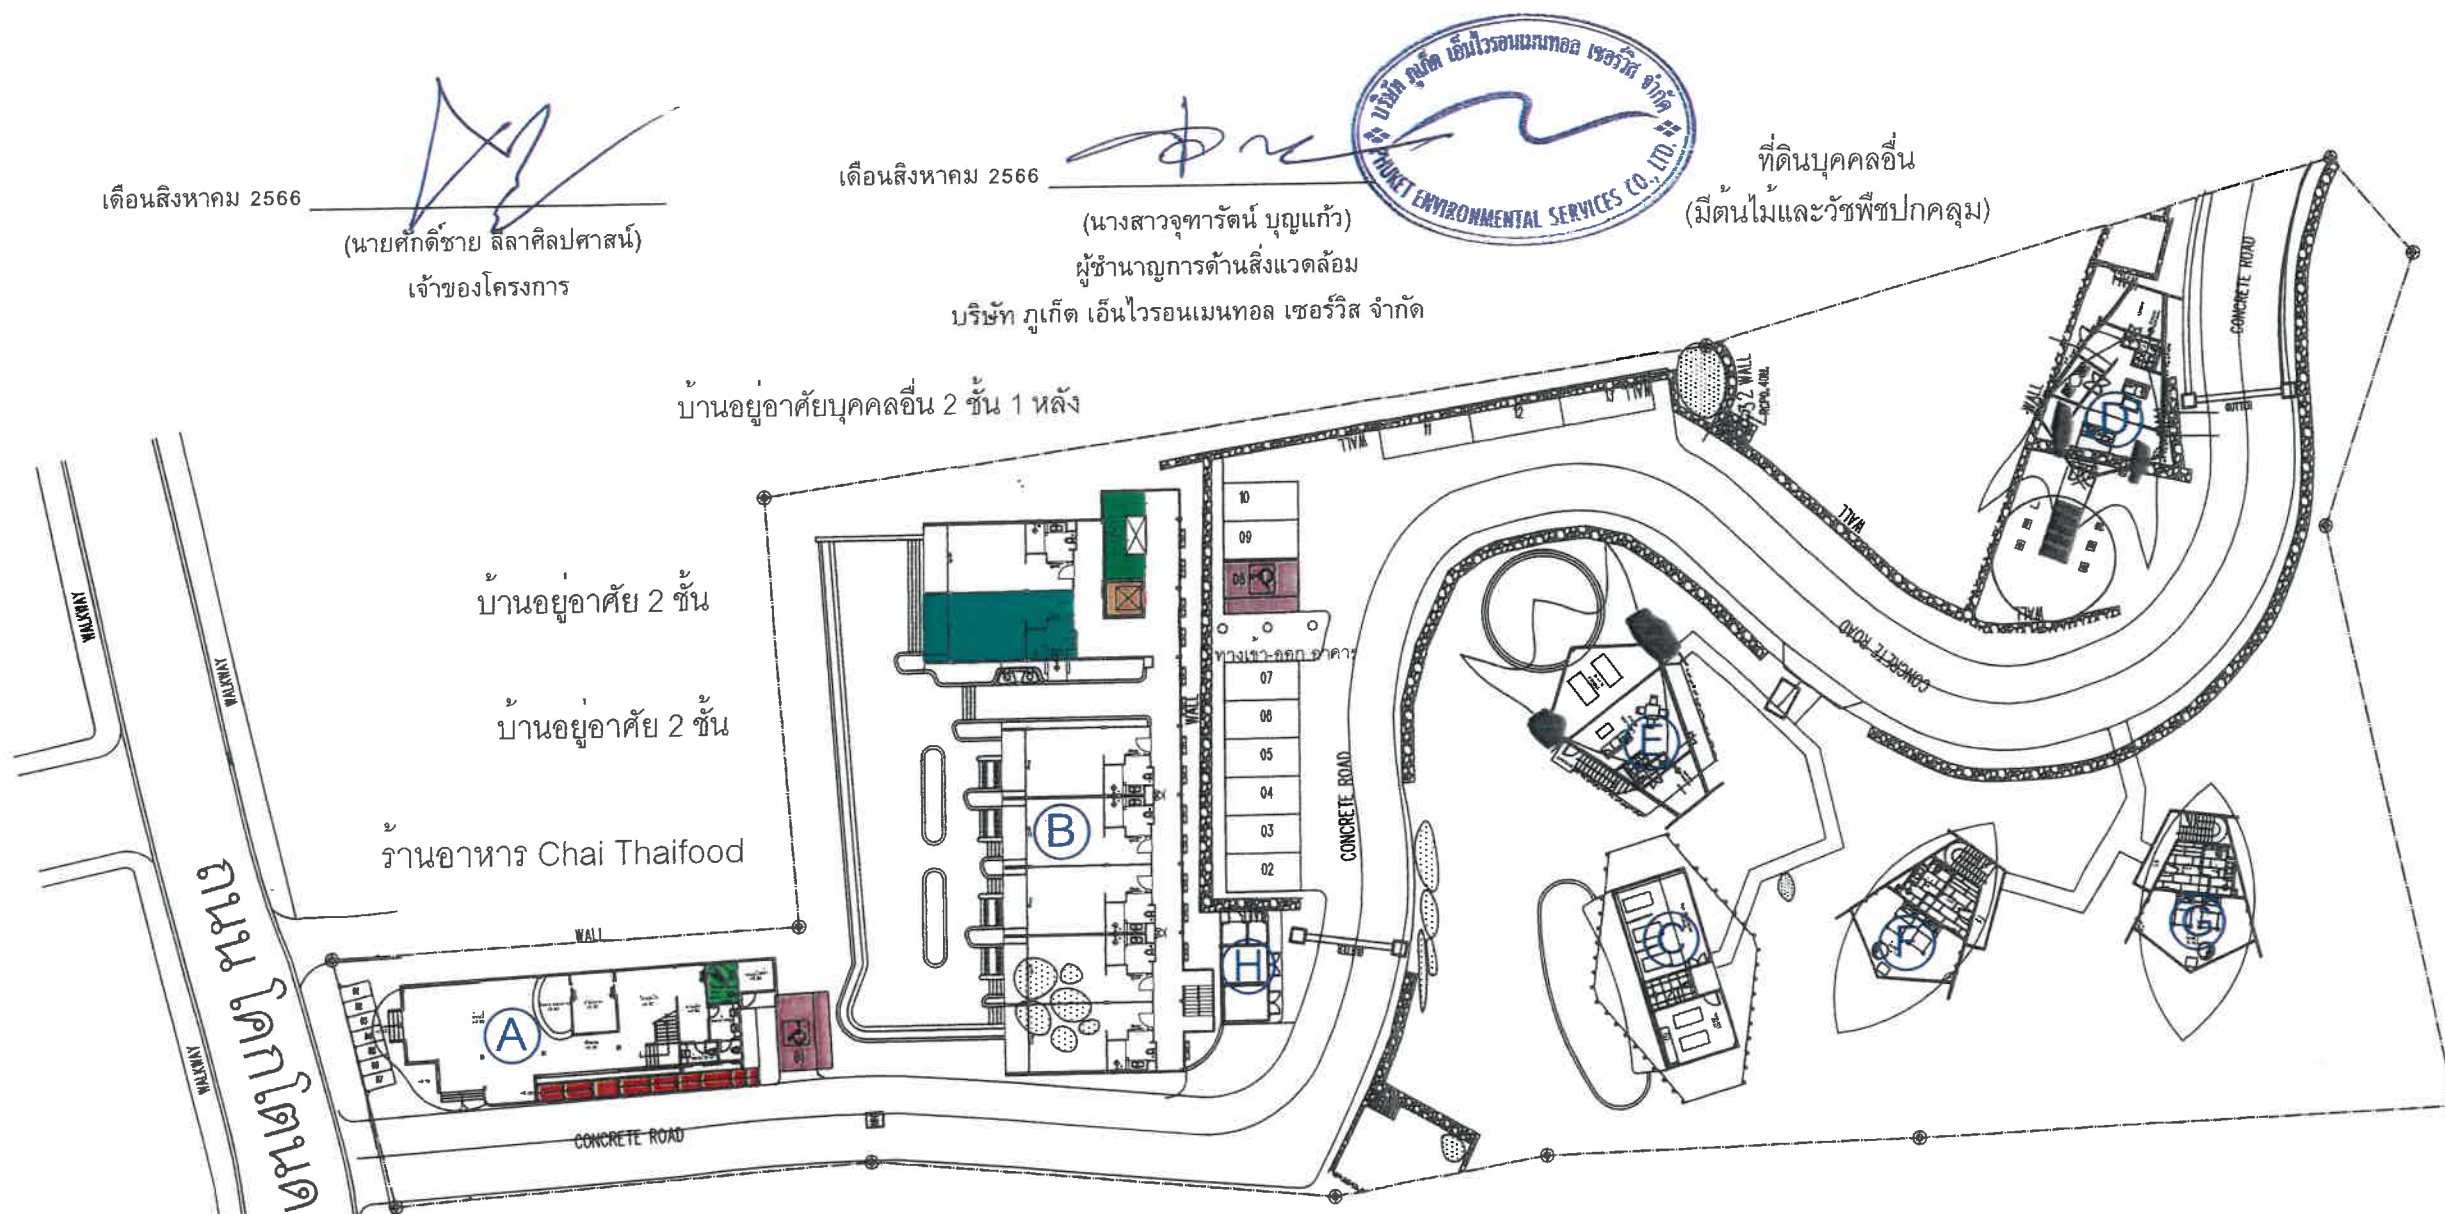 บริษัท ภูเก็ต เอ็นไวรอนเมนทอล เซอร์วิส จำกัด
PHUKET ENVIRONMENTAL SERVICES CO., LTD.
เดือนสิงหาคม 2566
(นายศักดิ์ชาย ลีลาศิลปศาสน์)
เจ้าของโครงการ
เดือนสิงหาคม 2566
(นางสาวจุฑารัตน์ บุญแก้ว)
ผู้ชำนาญการด้านสิ่งแวดล้อม
บริษัท ภูเก็ต เอ็นไวรอนเมนทอล เซอร์วิส จำกัด
ที่ดินบุคคลอื่น
(มีต้นไม้และวัชพืชปกคลุม)
บ้านอยู่อาศัยบุคคลอื่น 2 ชั้น 1 หลัง
บ้านอยู่อาศัย 2 ชั้น
บ้านอยู่อาศัย 2 ชั้น
ร้านอาหาร Chai Thaifood
ถนน โคกโตนด
WALKWAY
WALKWAY
WALKWAY
WALL
CONCRETE ROAD
A
B
C
D
E
F
G
H
10
09
08
ทางเข้า-ออก อาคาร
07
06
05
04
03
02
01
11
12
13
WALL
WALL
WALL
WALL
WALL
WALL
CONCRETE ROAD
CONCRETE ROAD
CONCRETE ROAD
GUTTER